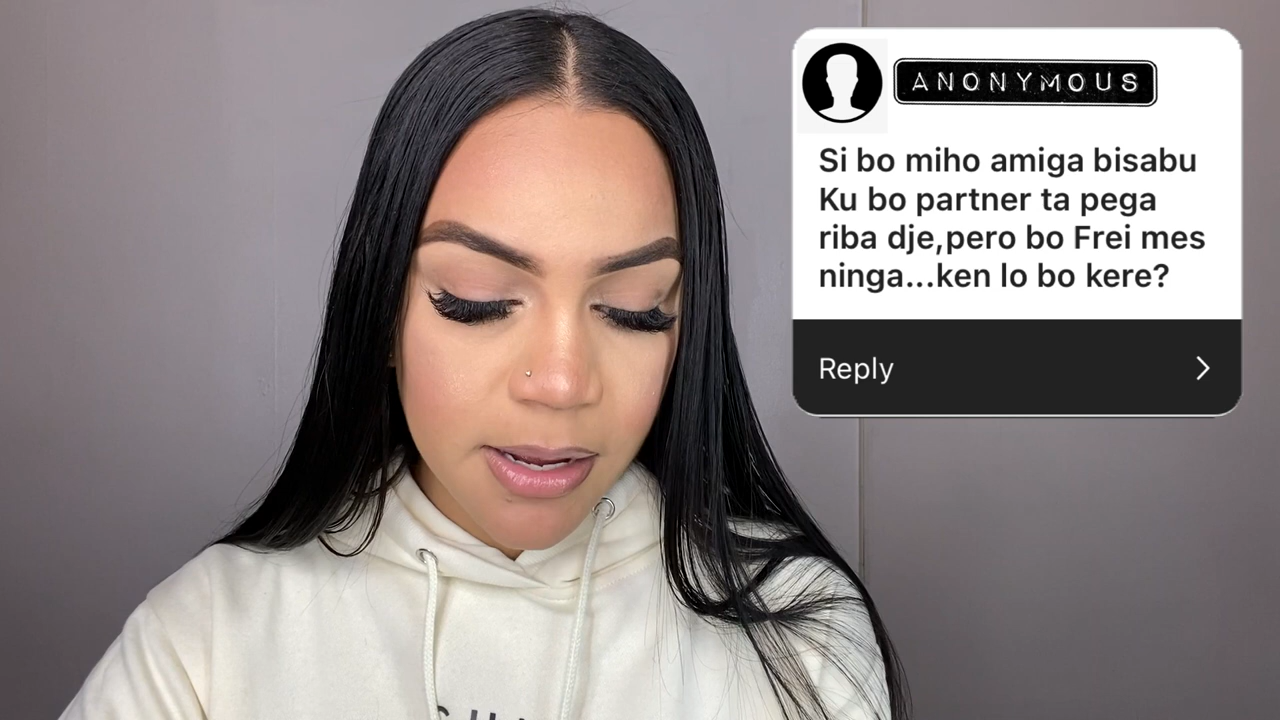 ANONYMOUS
Si bo miho amiga bisabu
Ku bo partner ta pega
riba dje,pero bo Frei mes
ninga...ken lo bo kere?
Reply